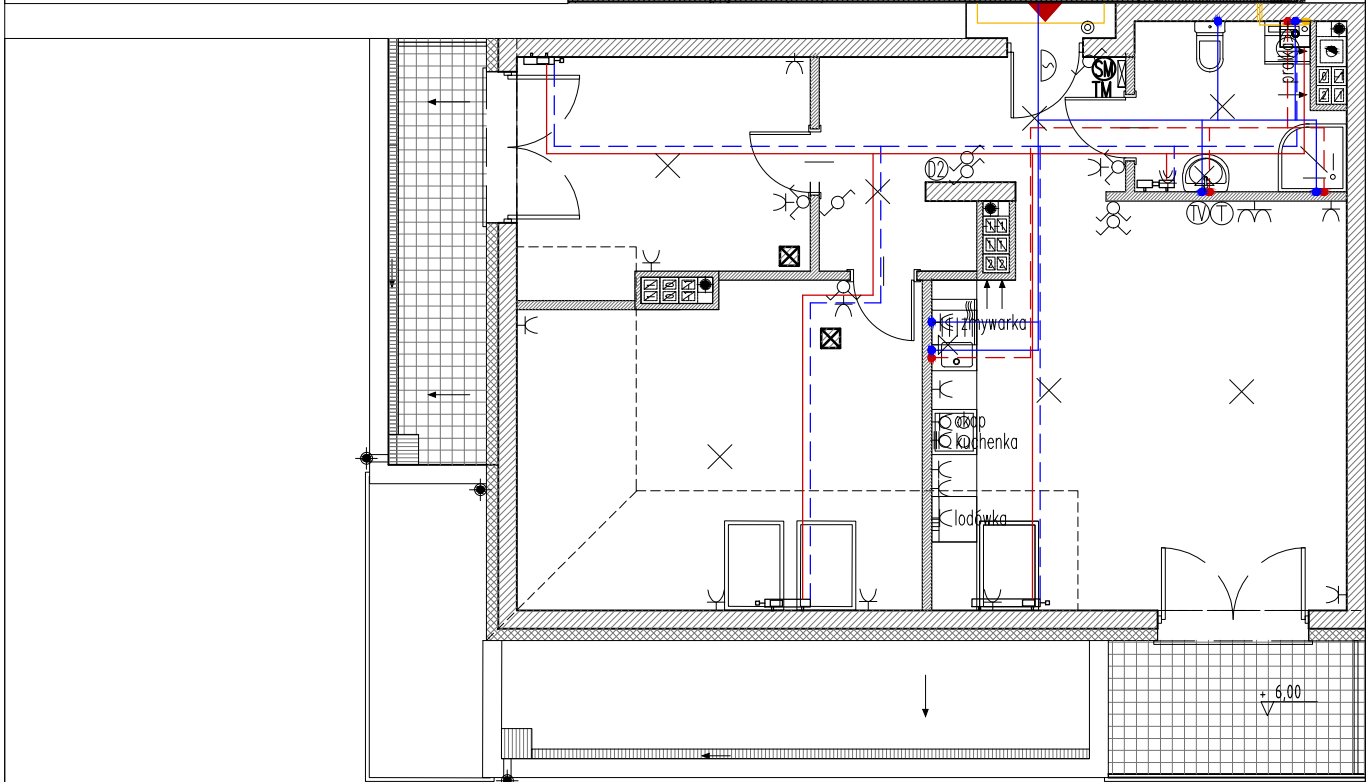 SM
TM
pralka
D2
TV T
zmywarka
okap
kuchenka
lodówka
+ 6,00